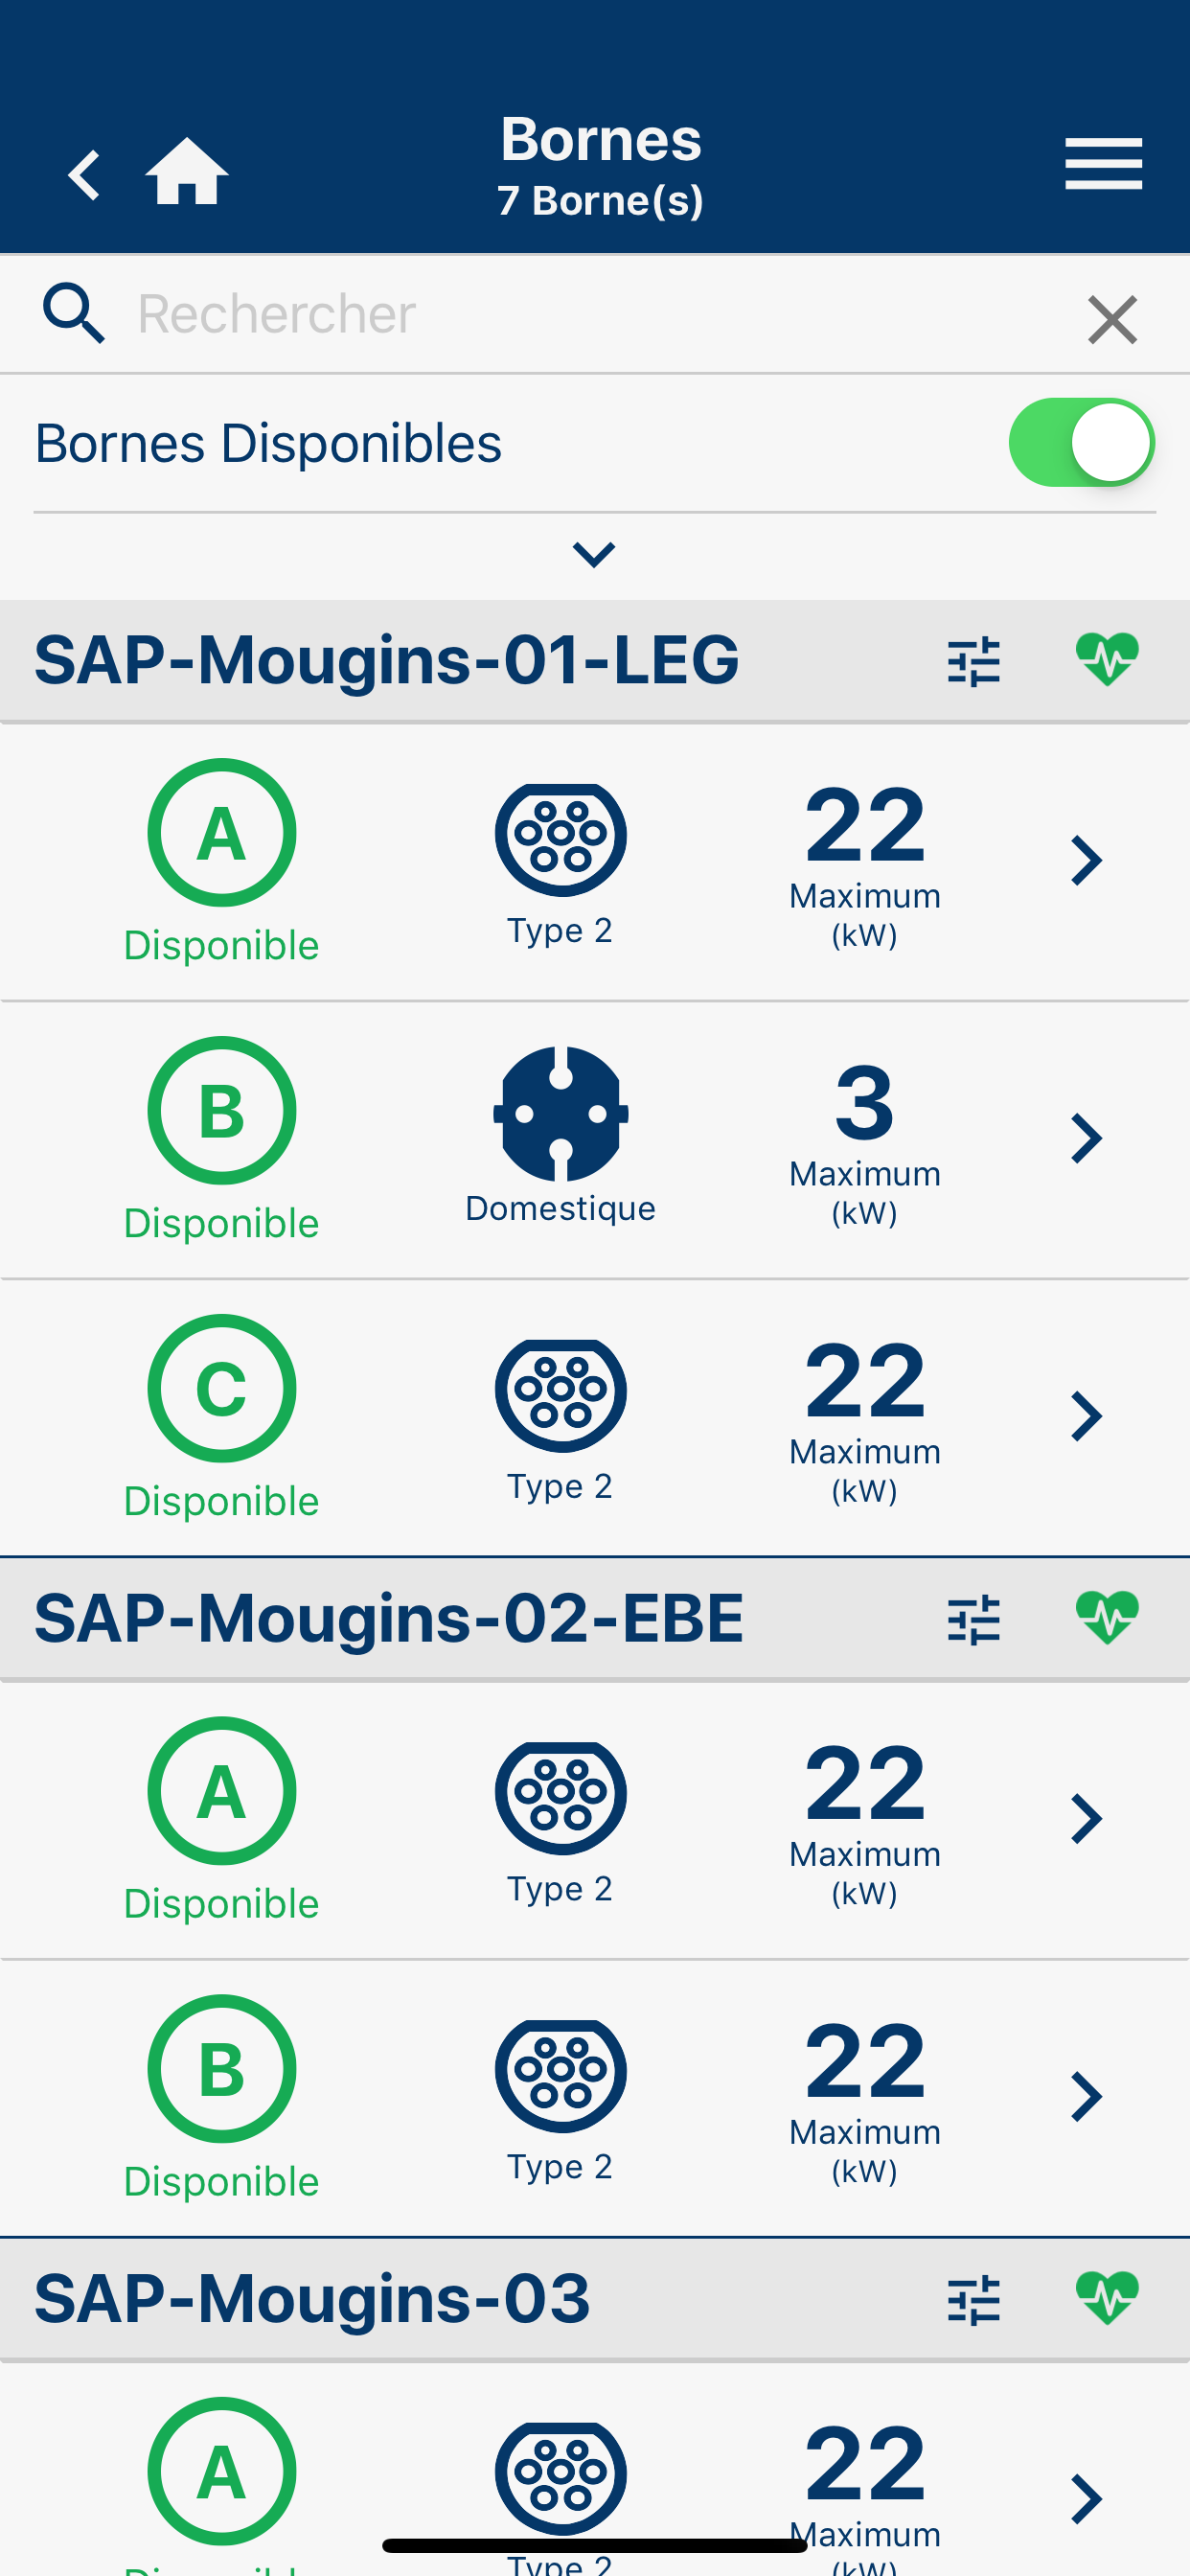 Bornes
7 Borne(s)
Rechercher
Bornes Disponibles
SAP-Mougins-01-LEG
A
Disponible
Type 2
22
Maximum
(kW)
B
Disponible
Domestique
3
Maximum
(kW)
C
Disponible
Type 2
22
Maximum
(kW)
SAP-Mougins-02-EBE
A
Disponible
Type 2
22
Maximum
(kW)
B
Disponible
Type 2
22
Maximum
(kW)
SAP-Mougins-03
A
Disponible
Type 2
22
Maximum
(kW)